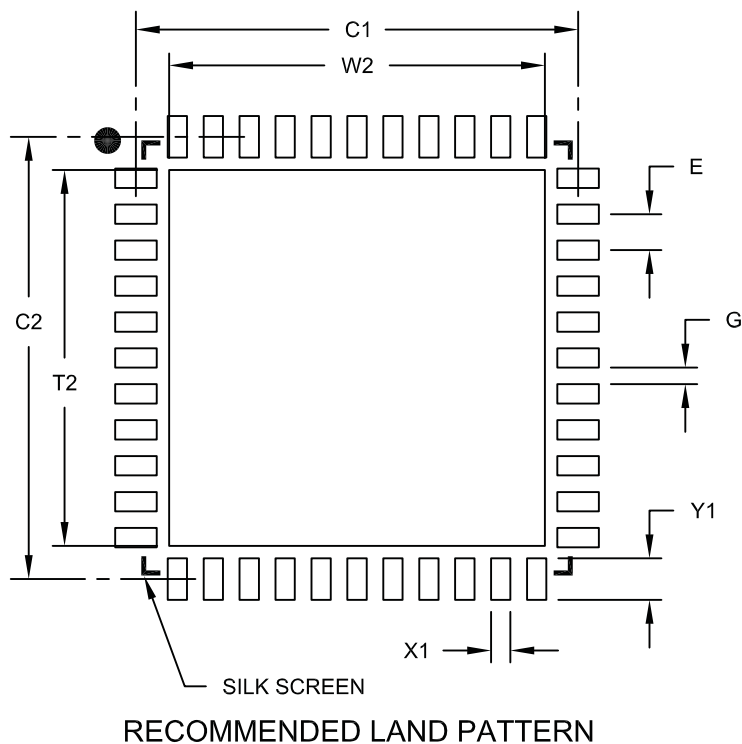 C1
W2
E
C2
G
T2
Y1
X1
SILK SCREEN
RECOMMENDED LAND PATTERN